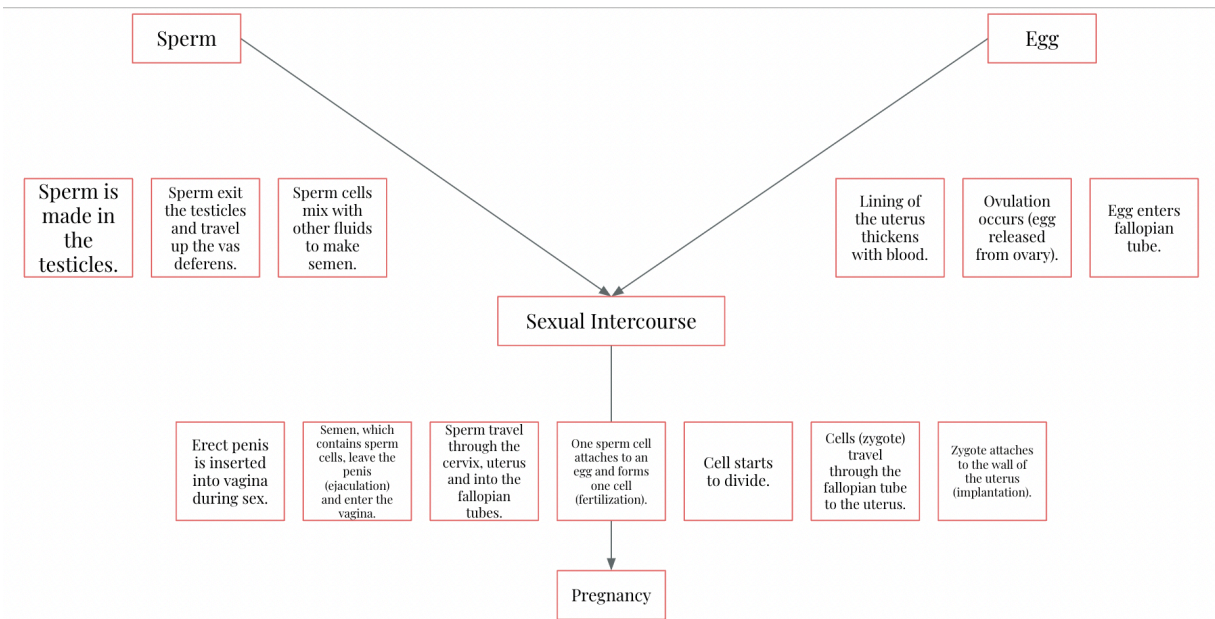 Sperm
Egg
Sperm is
made in
the
testicles.
Sperm exit
the testicles
and travel
up the vas
deferens.
Sperm cells
mix with
other fluids
to make
semen.
Lining of
the uterus
thickens
with blood.
Ovulation
occurs (egg
released
from ovary).
Egg enters
fallopian
tube.
Sexual Intercourse
Erect penis
is inserted
into vagina
during sex.
Semen, which
contains sperm
cells, leave the
penis
(ejaculation)
and enter the
vagina.
Sperm travel
through the
cervix, uterus
and into the
fallopian
tubes.
One sperm cell
attaches to an
egg and forms
one cell
(fertilization).
Cell starts
to divide.
Cells (zygote)
travel
through the
fallopian tube
to the uterus.
Zygote attaches
to the wall of
the uterus
(implantation).
Pregnancy